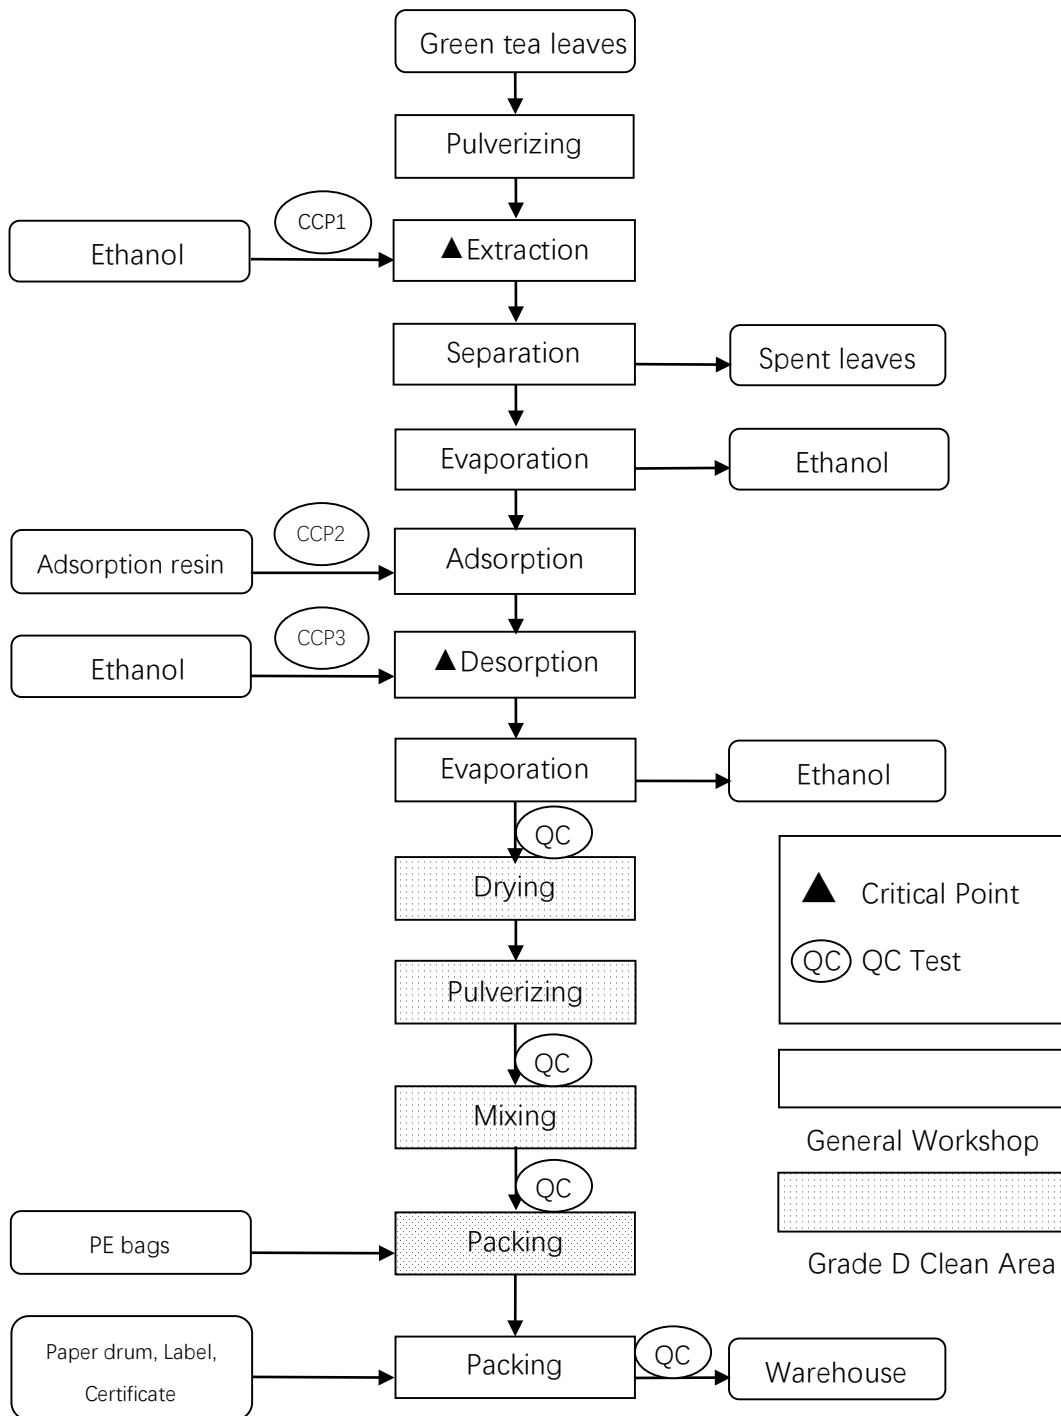 Green tea leaves
Pulverizing
CCP1
Ethanol
▲Extraction
Separation
Spent leaves
Evaporation
Ethanol
CCP2
Adsorption resin
Adsorption
CCP3
Ethanol
▲Desorption
Evaporation
Ethanol
QC
Drying
▲ Critical Point
QC QC Test
Pulverizing
QC
Mixing
General Workshop
QC
PE bags
Packing
Grade D Clean Area
Paper drum, Label,
Certificate
Packing
QC
Warehouse